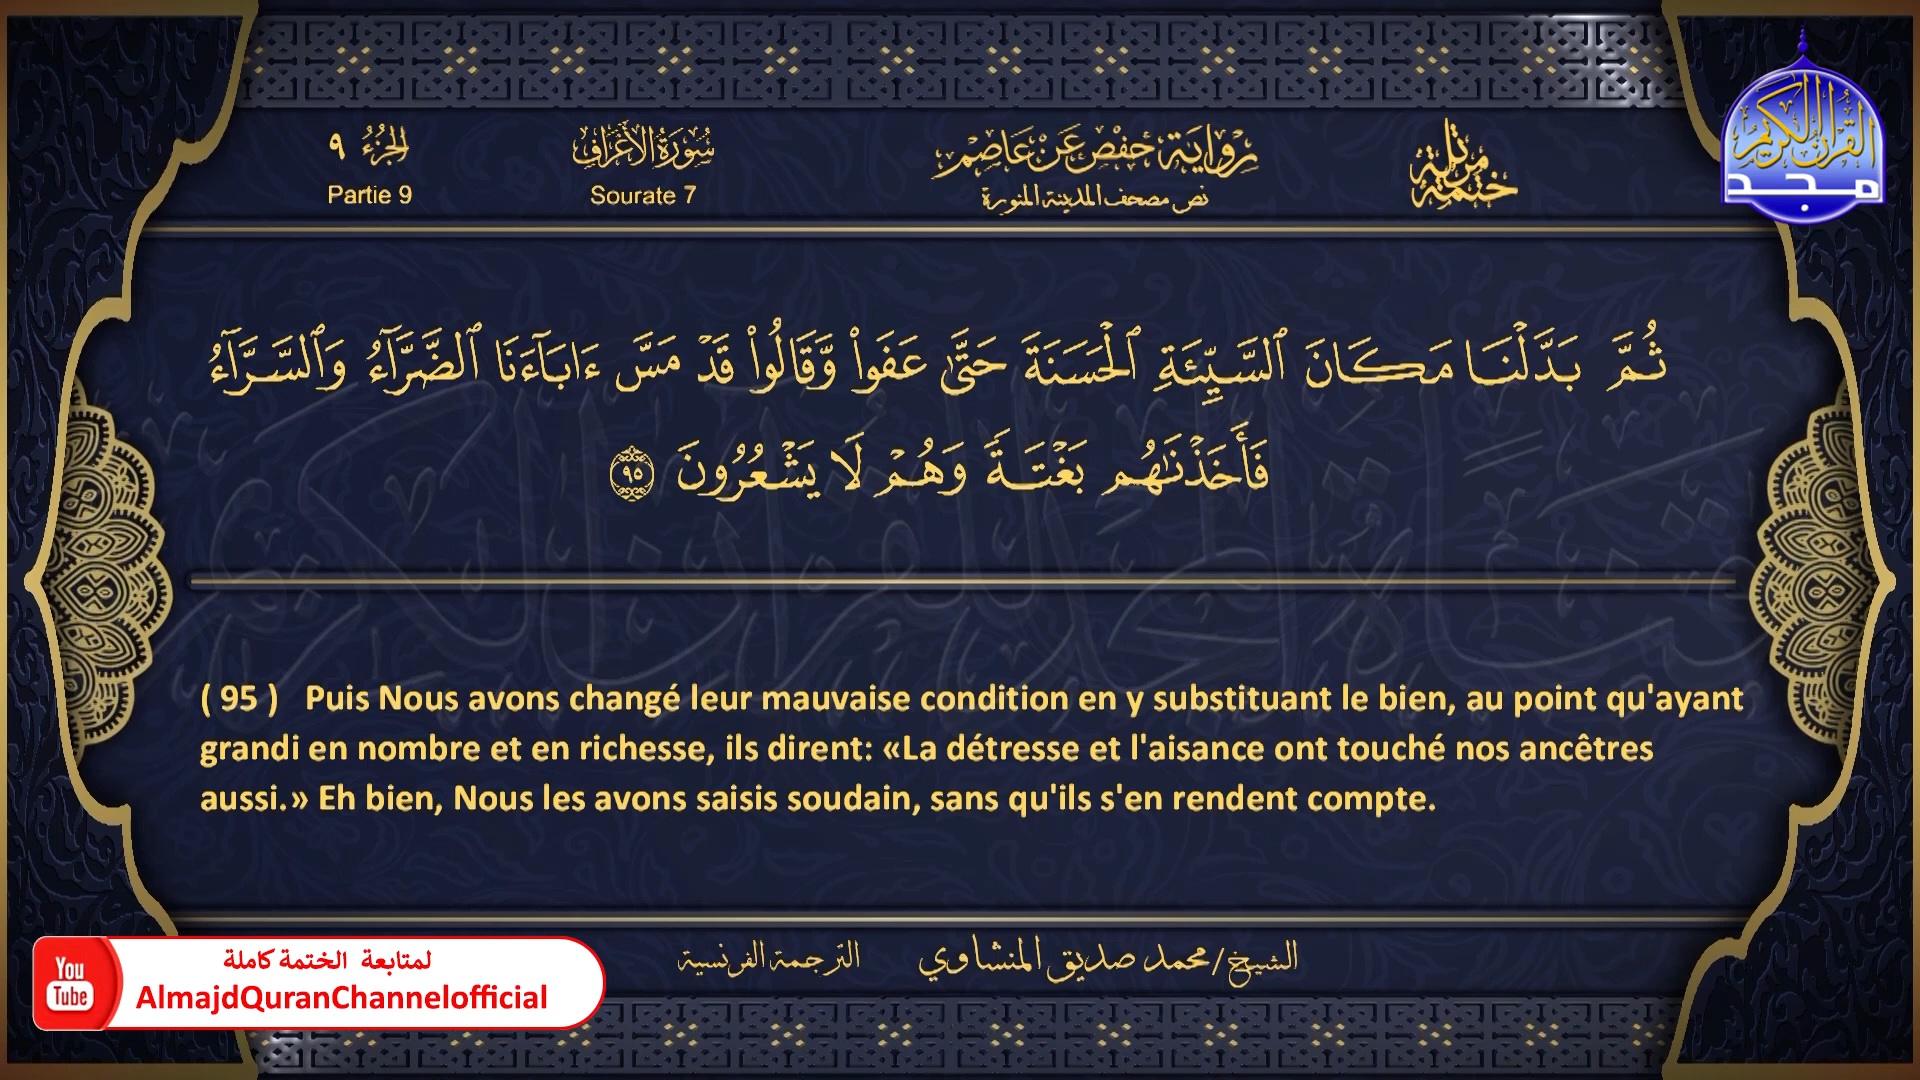 ختمة مرتلة
رواية حفص عن عاصم
نص مصحف المدينة المنورة
سُورَةُ الأَعْرَاف
Sourate 7
الجزء ٩
Partie 9
القرآن الكريم
مجد
ثُمَّ بَدَّلْنَا مَكَانَ ٱلسَّيِّئَةِ ٱلْحَسَنَةَ حَتَّىٰ عَفَوا۟ وَّقَالُوا۟ قَدْ مَسَّ ءَابَآءَنَا ٱلضَّرَّآءُ وَٱلسَّرَّآءُ
فَأَخَذْنَٰهُم بَغْتَةً وَهُمْ لَا يَشْعُرُونَ ٩٥
( 95 ) Puis Nous avons changé leur mauvaise condition en y substituant le bien, au point qu'ayant
grandi en nombre et en richesse, ils dirent: «La détresse et l'aisance ont touché nos ancêtres
aussi.» Eh bien, Nous les avons saisis soudain, sans qu'ils s'en rendent compte.
الشيخ/محمد صديق المنشاوي
الترجمة الفرنسية
You
Tube
لمتابعة الختمة كاملة
AlmajdQuranChannelofficial